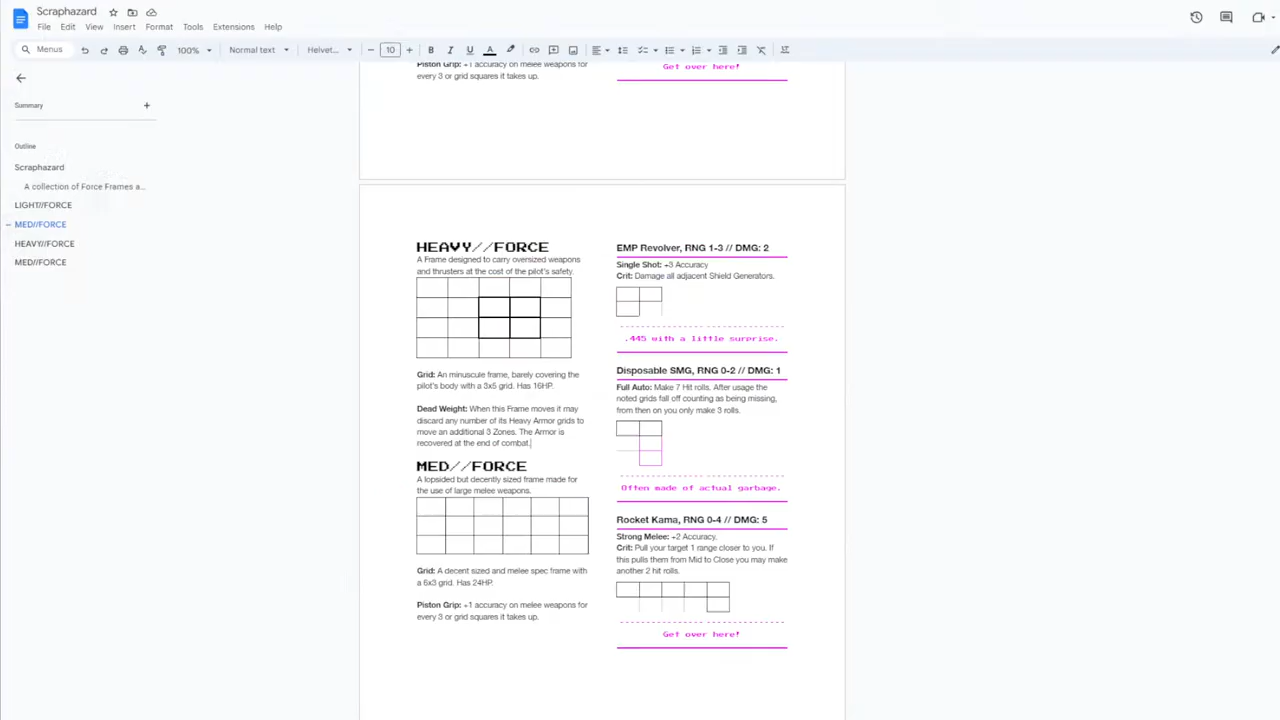 Scraphazard
File Edit View Insert Format Tools Extensions Help
Menus
100%
Normal text
Helvet...
10
Summary
Outline
Scraphazard
A collection of Force Frames a...
LIGHT//FORCE
MED//FORCE
HEAVY//FORCE
MED//FORCE
Piston Grip: +1 accuracy on melee weapons for
every 3 or grid squares it takes up.
Get over here!
HEAVY//FORCE
A Frame designed to carry oversized weapons
and thrusters at the cost of the pilot's safety.
Grid: An minuscule frame, barely covering the
pilot's body with a 3x5 grid. Has 16HP.
Dead Weight: When this Frame moves it may
discard any number of its Heavy Armor grids to
move an additional 3 Zones. The Armor is
recovered at the end of combat.
MED//FORCE
A lopsided but decently sized frame made for
the use of large melee weapons.
Grid: A decent sized and melee spec frame with
a 6x3 grid. Has 24HP.
Piston Grip: +1 accuracy on melee weapons for
every 3 or grid squares it takes up.
EMP Revolver, RNG 1-3 // DMG: 2
Single Shot: +3 Accuracy
Crit: Damage all adjacent Shield Generators.
.445 with a little surprise.
Disposable SMG, RNG 0-2 // DMG: 1
Full Auto: Make 7 Hit rolls. After usage the
noted grids fall off counting as being missing,
from then on you only make 3 rolls.
Often made of actual garbage.
Rocket Kama, RNG 0-4 // DMG: 5
Strong Melee: +2 Accuracy.
Crit: Pull your target 1 range closer to you. If
this pulls them from Mid to Close you may make
another 2 hit rolls.
Get over here!